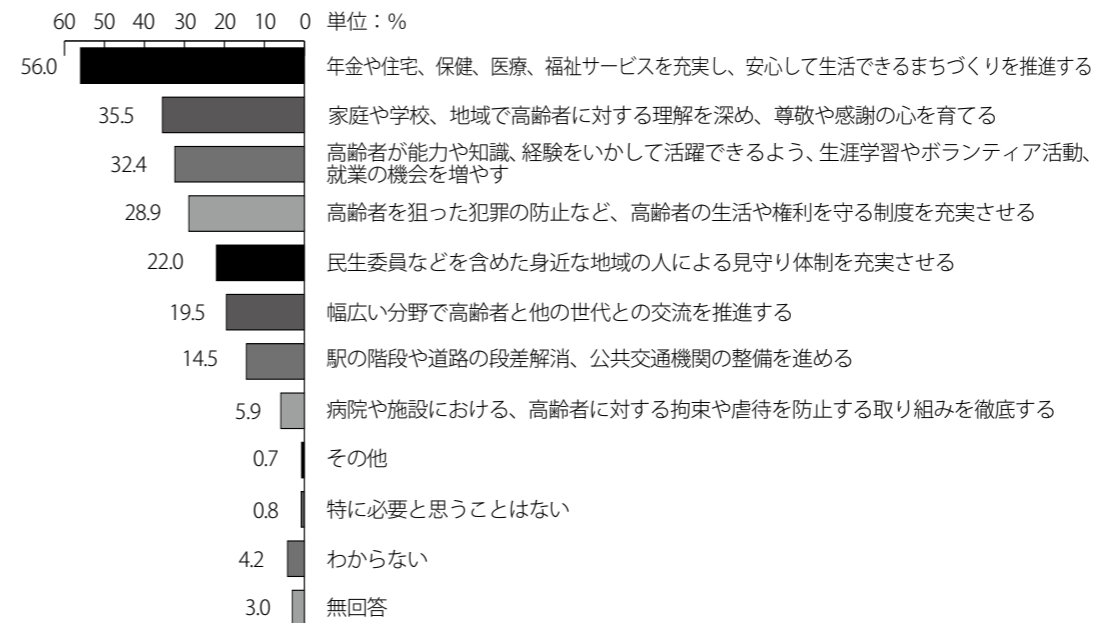 60 50 40 30 20 10 0 単位：%
56.0 年金や住宅、保健、医療、福祉サービスを充実し、安心して生活できるまちづくりを推進する
35.5 家庭や学校、地域で高齢者に対する理解を深め、尊敬や感謝の心を育てる
32.4 高齢者が能力や知識、経験をいかして活躍できるよう、生涯学習やボランティア活動、
就業の機会を増やす
28.9 高齢者を狙った犯罪の防止など、高齢者の生活や権利を守る制度を充実させる
22.0 民生委員などを含めた身近な地域の人による見守り体制を充実させる
19.5 幅広い分野で高齢者と他の世代との交流を推進する
14.5 駅の階段や道路の段差解消、公共交通機関の整備を進める
5.9 病院や施設における、高齢者に対する拘束や虐待を防止する取り組みを徹底する
0.7 その他
0.8 特に必要と思うことはない
4.2 わからない
3.0 無回答